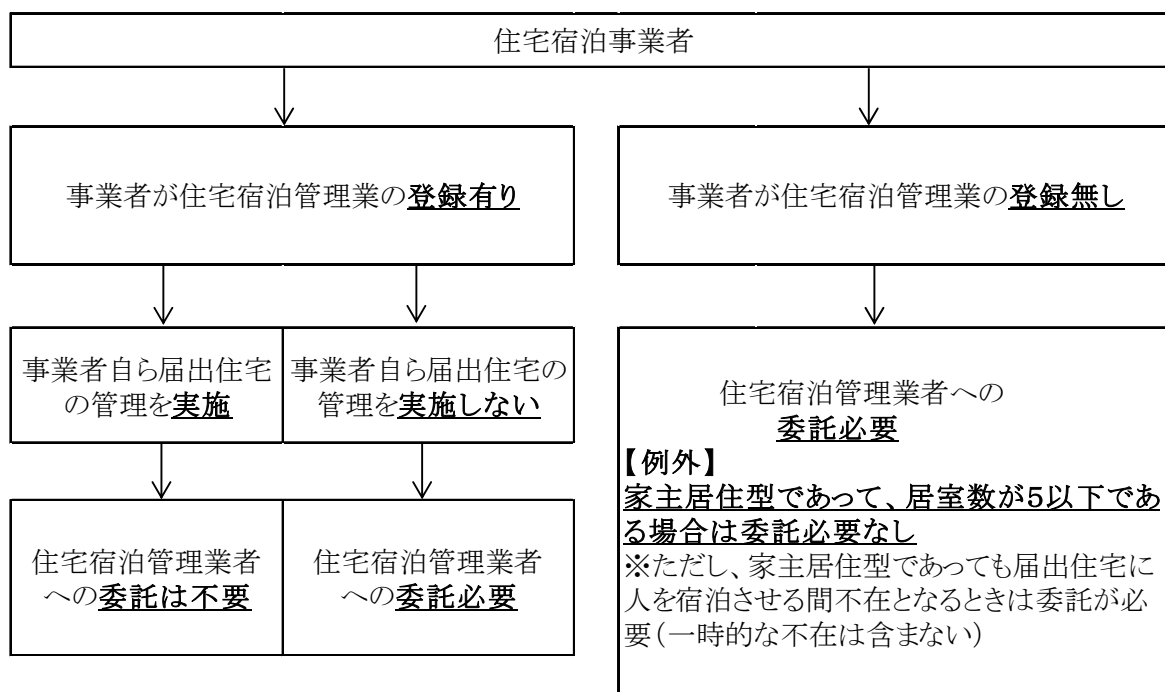 住宅宿泊事業者
事業者が住宅宿泊管理業の登録有り
事業者が住宅宿泊管理業の登録無し
事業者自ら届出住宅
の管理を実施
事業者自ら届出住宅の
管理を実施しない
住宅宿泊管理業者への
委託必要
【例外】
家主居住型であって、居室数が5以下であ
る場合は委託必要なし
※ただし、家主居住型であっても届出住宅に
人を宿泊させる間不在となるときは委託が必
要(一時的な不在は含まない)
住宅宿泊管理業者
への委託は不要
住宅宿泊管理業者
への委託必要